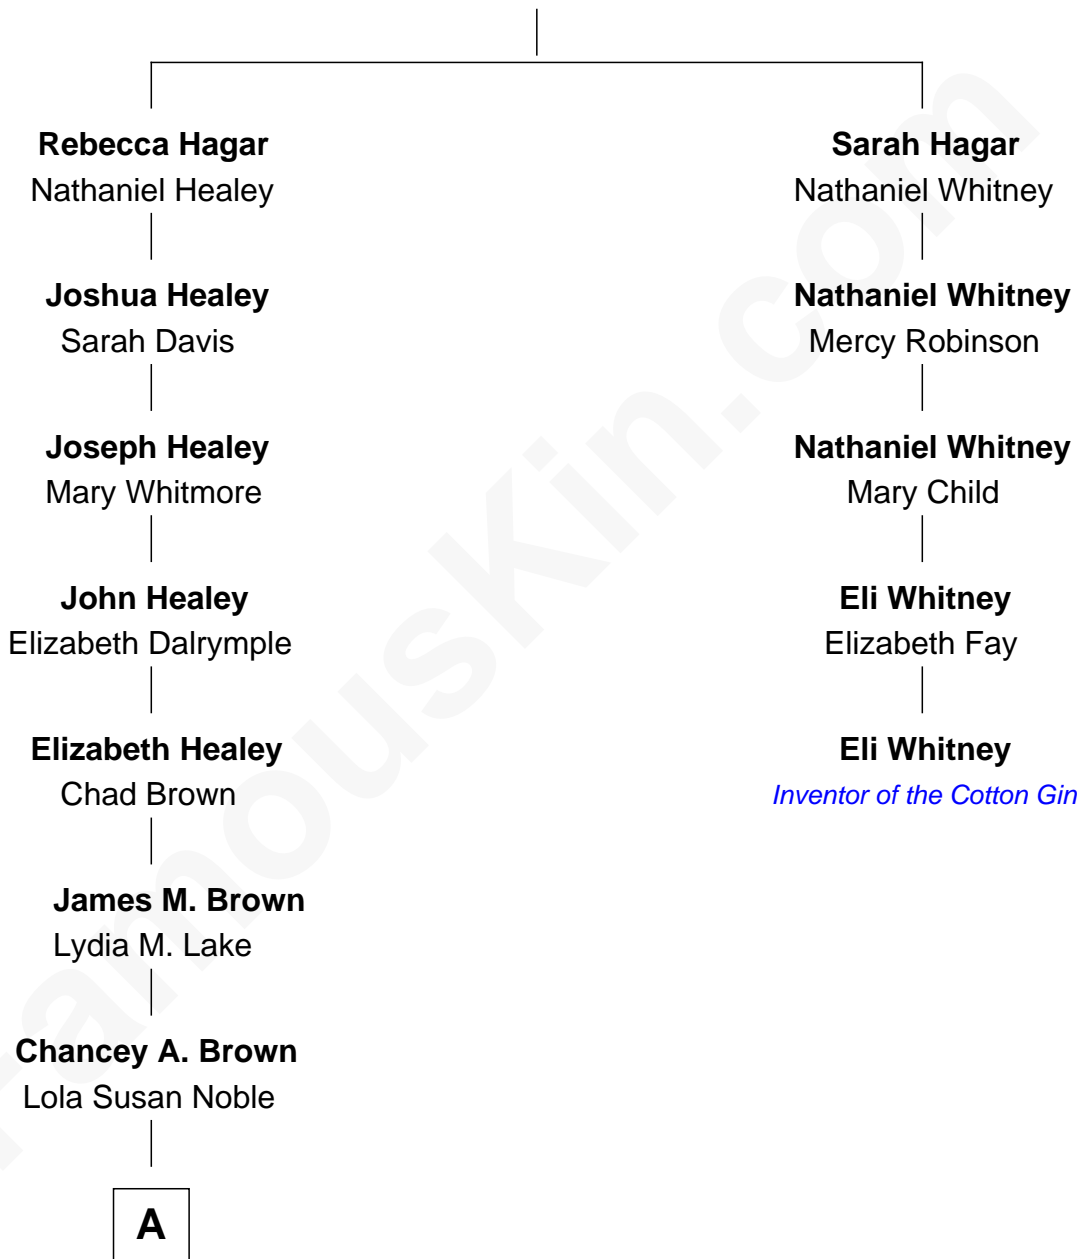 Rebecca Hagar
Nathaniel Healey
Sarah Hagar
Nathaniel Whitney
Joshua Healey
Sarah Davis
Nathaniel Whitney
Mercy Robinson
Joseph Healey
Mary Whitmore
Nathaniel Whitney
Mary Child
John Healey
Elizabeth Dalrymple
Eli Whitney
Elizabeth Fay
Elizabeth Healey
Chad Brown
Eli Whitney
Inventor of the Cotton Gin
James M. Brown
Lydia M. Lake
Chancey A. Brown
Lola Susan Noble
A
FamousKin.com